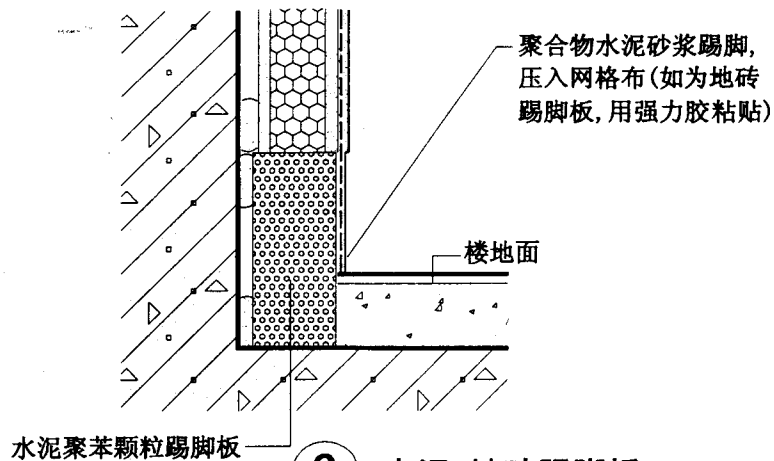 聚合物水泥砂浆踢脚,
压入网格布(如为地砖
踢脚板,用强力胶粘贴)
楼地面
水泥聚苯颗粒踢脚板